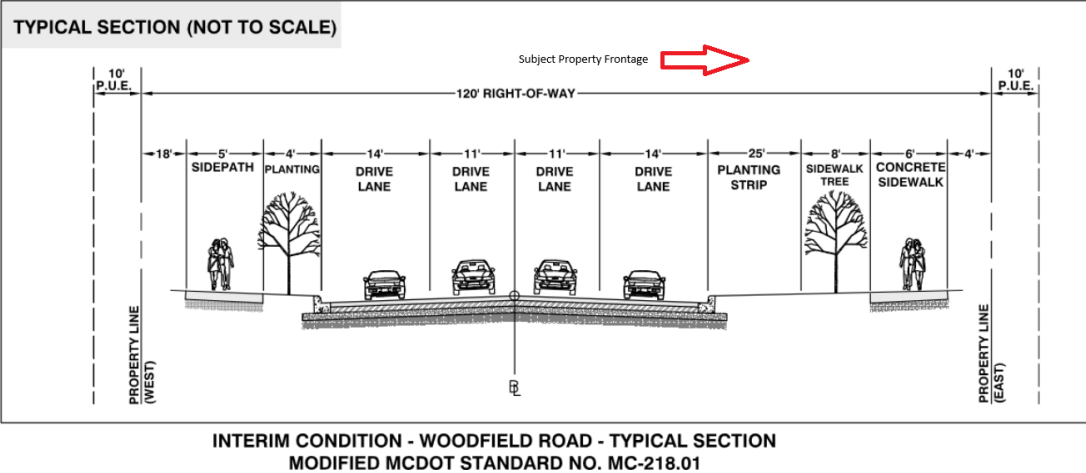 TYPICAL SECTION (NOT TO SCALE)
Subject Property Frontage
10'
P.U.E.
120' RIGHT-OF-WAY
10'
P.U.E.
18'
5'
SIDEPATH
4'
PLANTING
14'
DRIVE
LANE
11'
DRIVE
LANE
11'
DRIVE
LANE
14'
DRIVE
LANE
25'
PLANTING
STRIP
8'
SIDEWALK
TREE
6'
CONCRETE
SIDEWALK
4'
PROPERTY LINE
(WEST)
BL
PROPERTY LINE
(EAST)
INTERIM CONDITION - WOODFIELD ROAD - TYPICAL SECTION
MODIFIED MCDOT STANDARD NO. MC-218.01